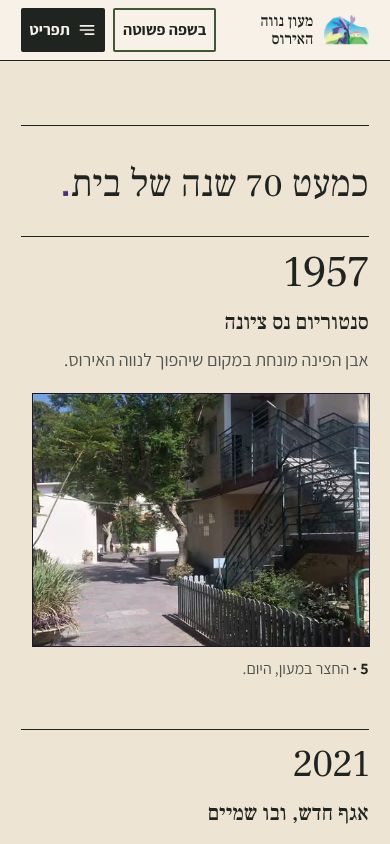 מעון נווה
האירוס
בשפה פשוטה
תפריט
כמעט 70 שנה של בית.
1957
סנטוריום נס ציונה
אבן הפינה מונחת במקום שיהפוך לנווה האירוס.
5 · החצר במעון, היום.
2021
אגף חדש, ובו שמיים